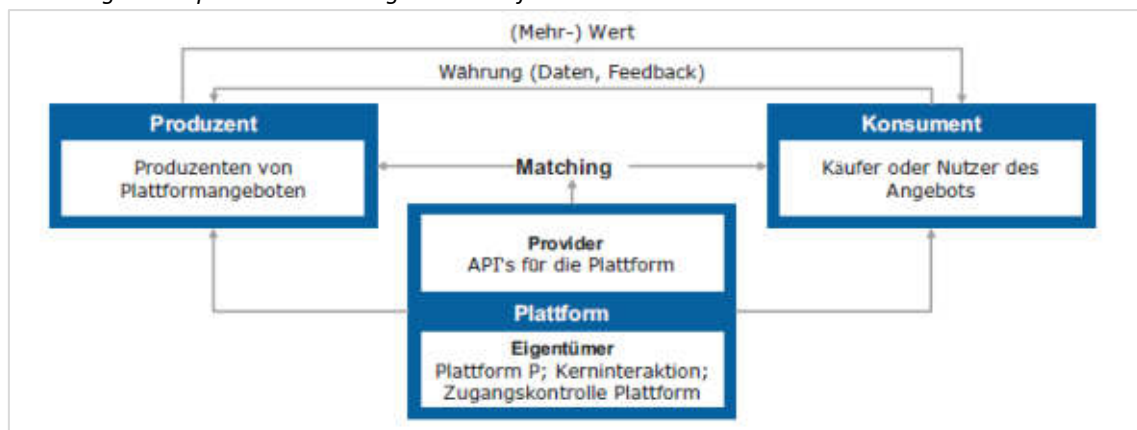 (Mehr-) Wert
Währung (Daten, Feedback)
Produzent
Konsument
Produzenten von
Plattformangeboten
Matching
Käufer oder Nutzer des
Angebots
Provider
API's für die Plattform
Plattform
Eigentümer
Plattform P; Kerninteraktion;
Zugangskontrolle Plattform